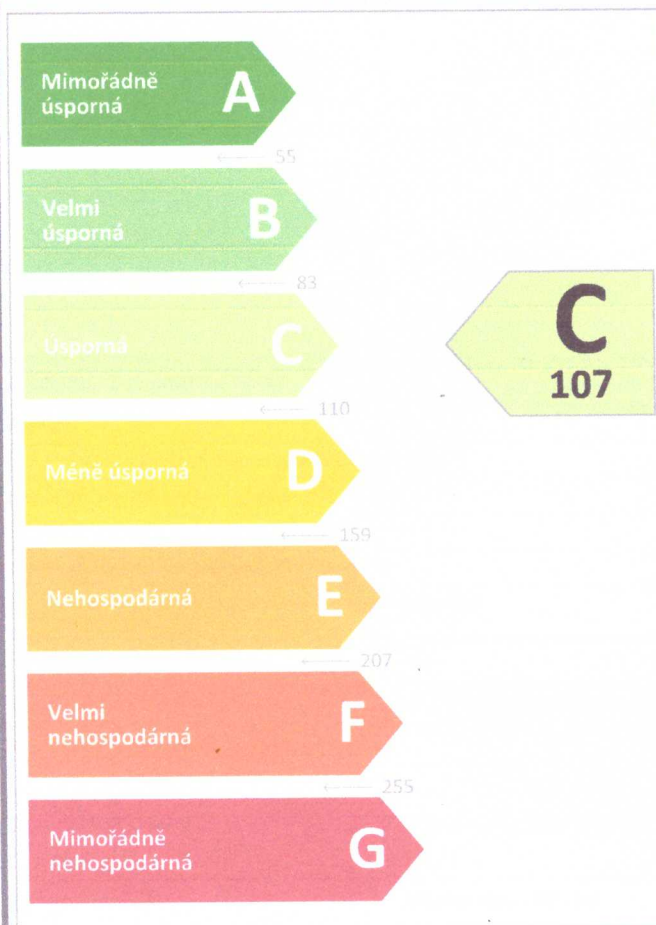 Mimořádně
úsporná
A
← 55
Velmi
úsporná
B
← 83
Úsporná
C
C
107
← 110
Méně úsporná
D
← 159
Nehospodárná
E
← 207
Velmi
nehospodárná
F
← 255
Mimořádně
nehospodárná
G